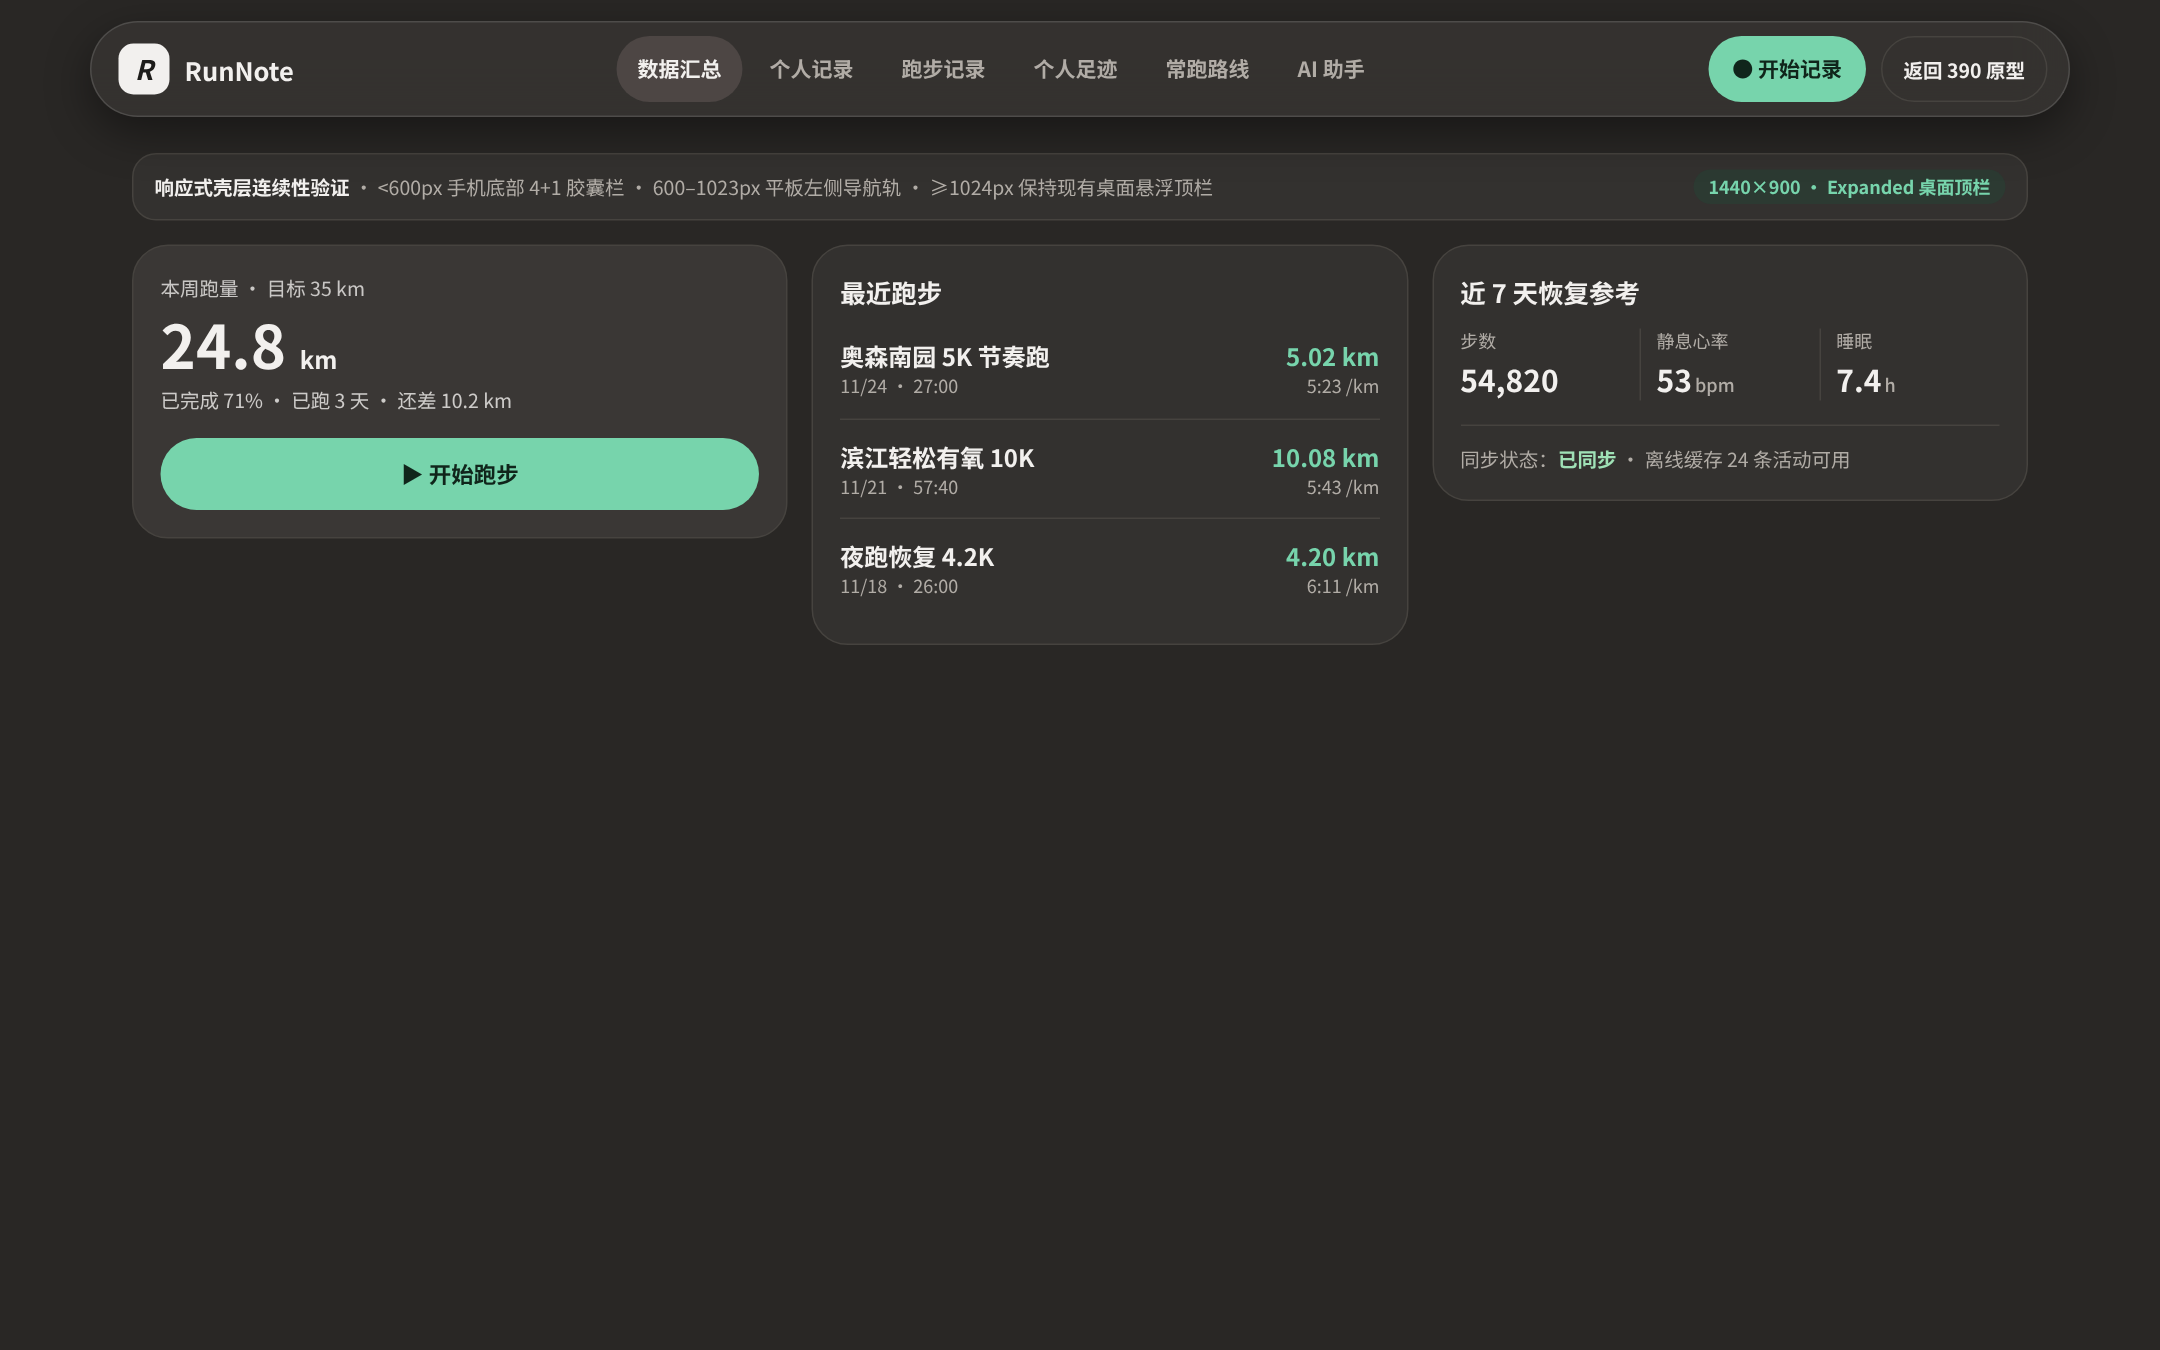 R RunNote
数据汇总 个人记录 跑步记录 个人足迹 常跑路线 AI 助手
● 开始记录
返回 390 原型
响应式壳层连续性验证 · <600px 手机底部 4+1 胶囊栏 · 600–1023px 平板左侧导航轨 · ≥1024px 保持现有桌面悬浮顶栏
1440×900 · Expanded 桌面顶栏
本周跑量 · 目标 35 km
24.8 km
已完成 71% · 已跑 3 天 · 还差 10.2 km
▶ 开始跑步
最近跑步
奥森南园 5K 节奏跑 5.02 km
11/24 · 27:00 5:23 /km
滨江轻松有氧 10K 10.08 km
11/21 · 57:40 5:43 /km
夜跑恢复 4.2K 4.20 km
11/18 · 26:00 6:11 /km
近 7 天恢复参考
步数 静息心率 睡眠
54,820 53 bpm 7.4 h
同步状态：已同步 · 离线缓存 24 条活动可用